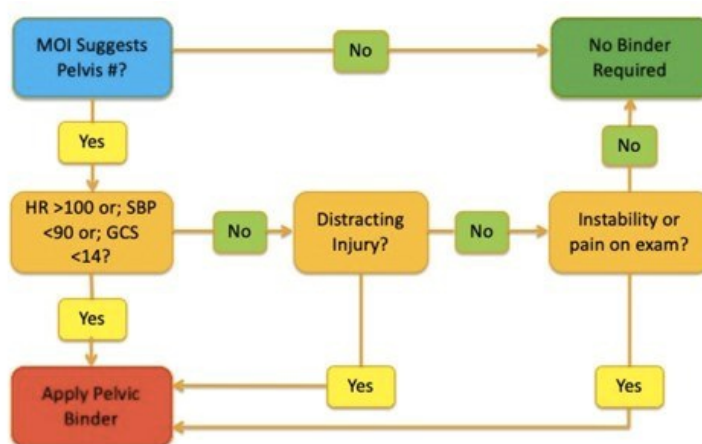 MOI Suggests
Pelvis #?
No
No Binder
Required
Yes
No
HR >100 or; SBP
<90 or; GCS
<14?
No
Distracting
Injury?
No
Instability or
pain on exam?
Yes
Apply Pelvic
Binder
Yes
Yes